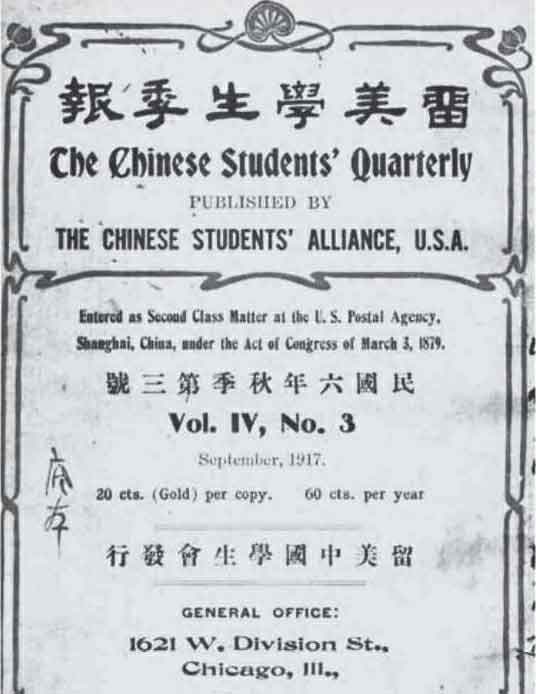 畱美學生季報
The Chinese Students' Quarterly
PUBLISHED BY
THE CHINESE STUDENTS' ALLIANCE, U.S.A.
Entered as Second Class Matter at the U. S. Postal Agency,
Shanghai, China, under the Act of Congress of March 3, 1879.
民國六年秋季第三號
Vol. IV, No. 3
September, 1917.
20 cts. (Gold) per copy. 60 cts. per year
留美中國學生會發行
GENERAL OFFICE:
1621 W. Division St.,
Chicago, Ill.,